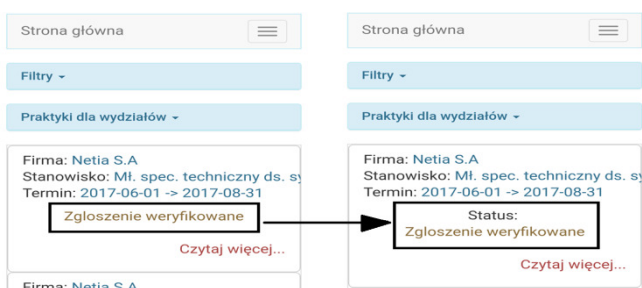 Strona główna
Filtry
Praktyki dla wydziałów
Firma: Netia S.A
Stanowisko: Mł. spec. techniczny ds. sy
Termin: 2017-06-01 -> 2017-08-31
Zgloszenie weryfikowane
Czytaj więcej...
Firma: Netia S.A
Strona główna
Filtry
Praktyki dla wydziałów
Firma: Netia S.A
Stanowisko: Mł. spec. techniczny ds. sy
Termin: 2017-06-01 -> 2017-08-31
Status:
Zgloszenie weryfikowane
Czytaj więcej...